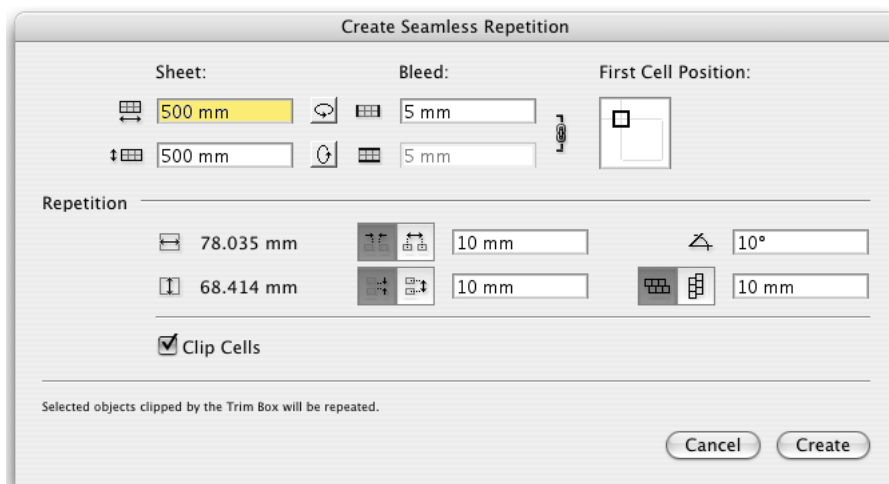 Create Seamless Repetition
Sheet: Bleed: First Cell Position:
500 mm 5 mm
500 mm 5 mm
Repetition
78.035 mm 10 mm 10°
68.414 mm 10 mm 10 mm
Clip Cells
Selected objects clipped by the Trim Box will be repeated.
Cancel Create